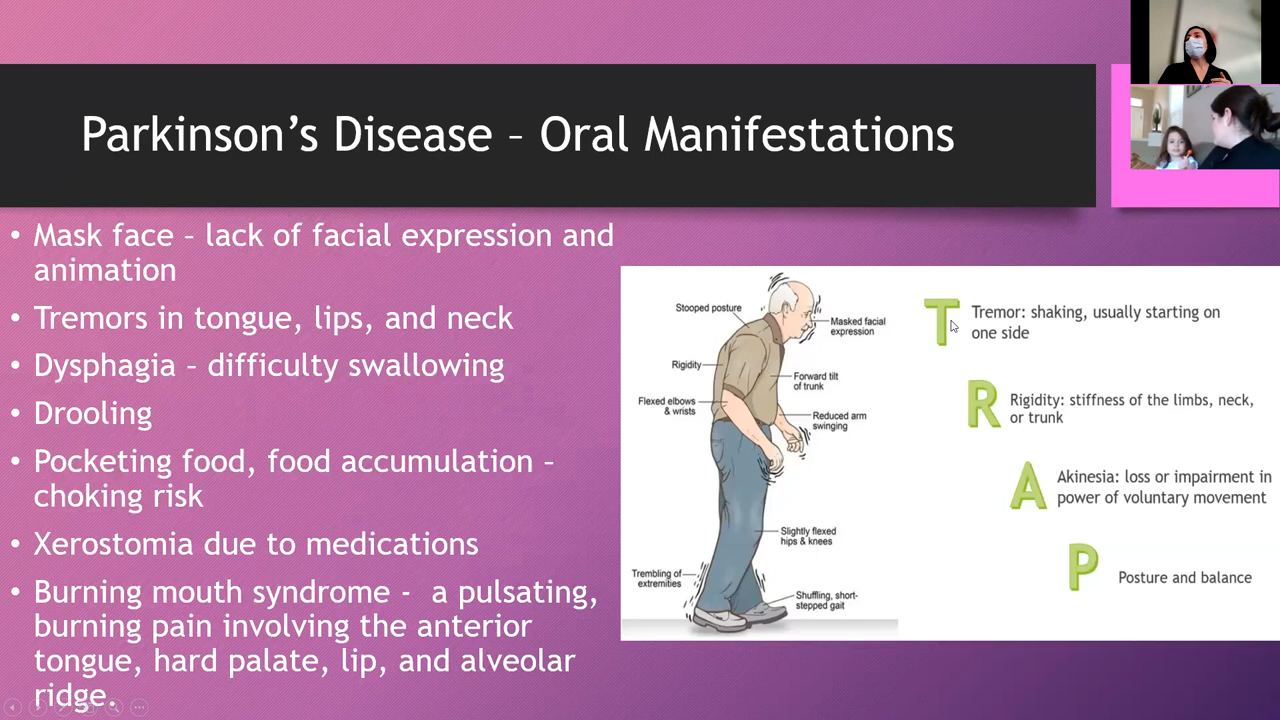 Parkinson’s Disease – Oral Manifestations
• Mask face – lack of facial expression and
animation
• Tremors in tongue, lips, and neck
• Dysphagia – difficulty swallowing
• Drooling
• Pocketing food, food accumulation –
choking risk
• Xerostomia due to medications
• Burning mouth syndrome - a pulsating,
burning pain involving the anterior
tongue, hard palate, lip, and alveolar
ridge.
Stooped posture
Masked facial
expression
Rigidity
Forward tilt
of trunk
Flexed elbows
& wrists
Reduced arm
swinging
Slightly flexed
hips & knees
Trembling of
extremities
Shuffling, short-
stepped gait
T
Tremor: shaking, usually starting on
one side
R
Rigidity: stiffness of the limbs, neck,
or trunk
A
Akinesia: loss or impairment in
power of voluntary movement
P
Posture and balance